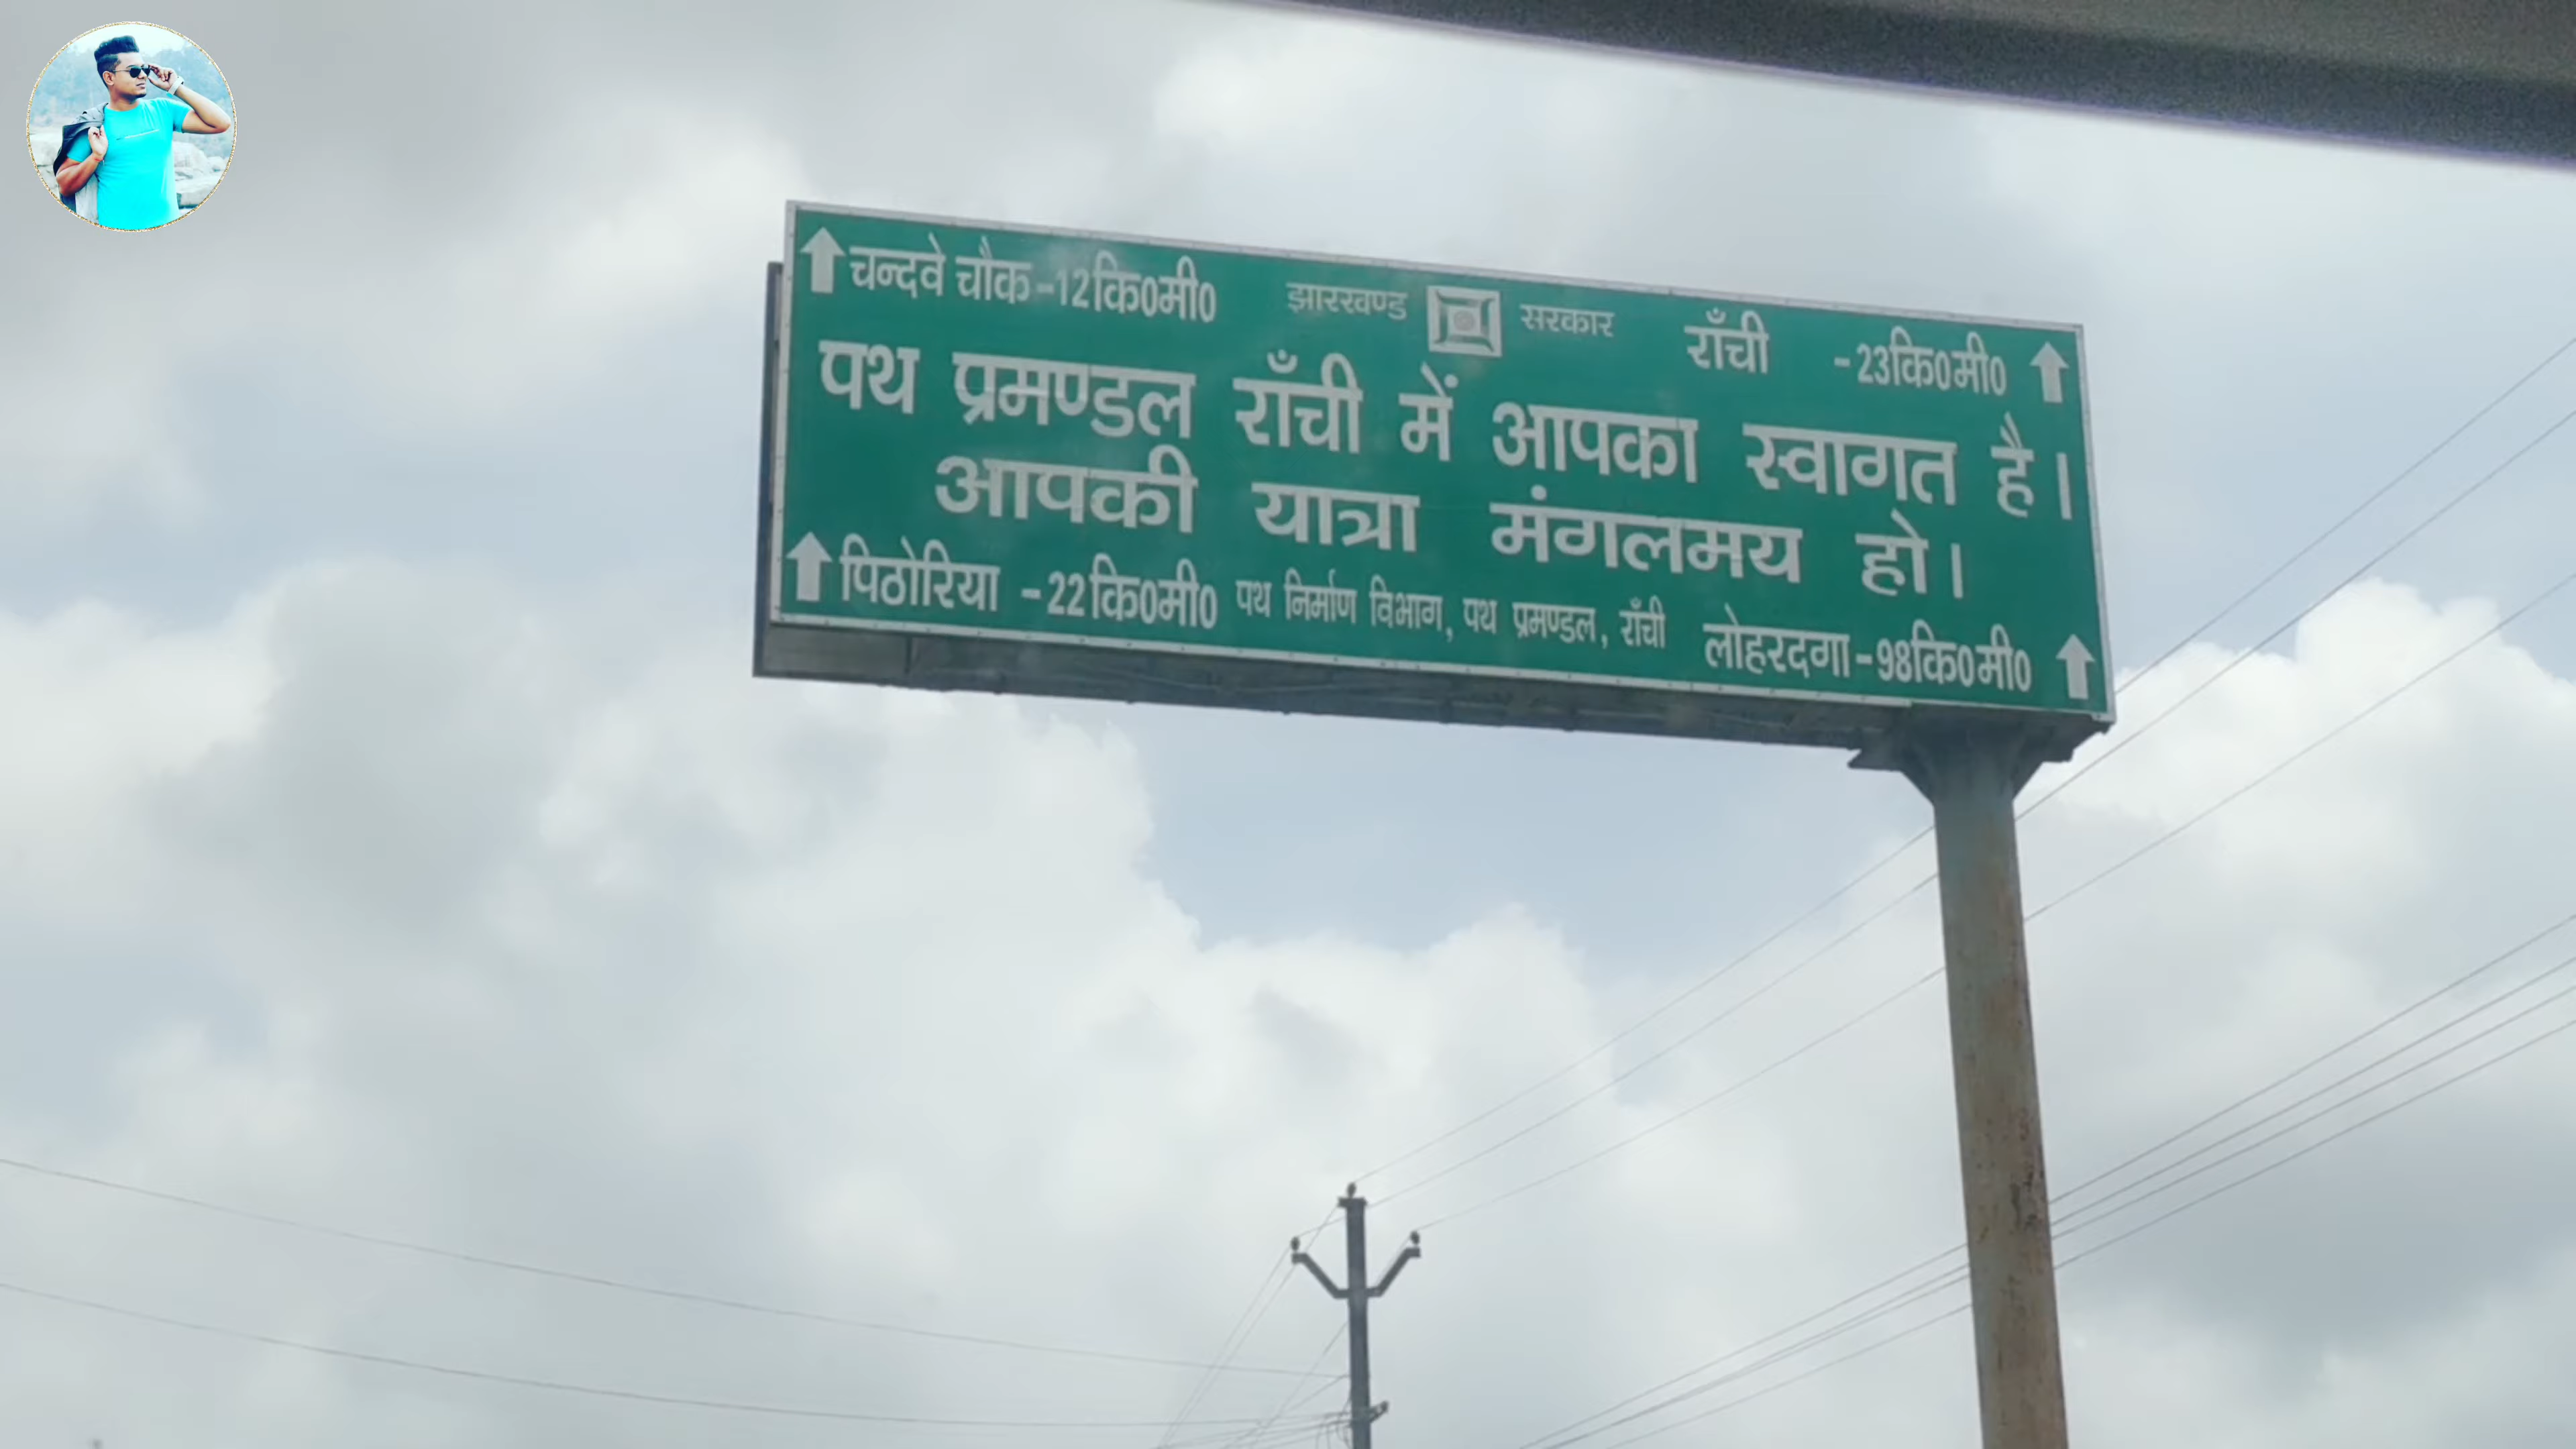 चन्दवे चौक-12कि0मी0
झारखण्ड सरकार
राँची -23कि0मी0
पथ प्रमण्डल राँची में आपका स्वागत है।
आपकी यात्रा मंगलमय हो।
पिठोरिया -22कि0मी0
पथ निर्माण विभाग, पथ प्रमण्डल, राँची
लोहरदगा-98कि0मी0